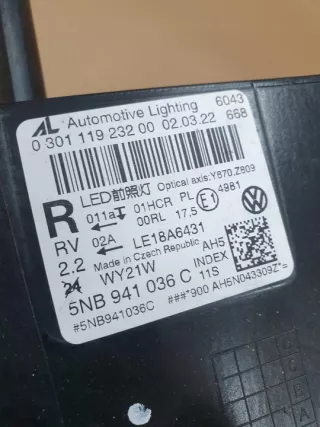 AL Automotive Lighting 6043
0 301 119 232 00 02.03.22 668
LED前照灯 Optical axis:Y870.Z809
R 011a 01HCR PL E1 4981
00RL 17,5
RV 02A LE18A6431
2.2 Made in Czech Republic AH5
24 WY21W INDEX
5NB 941 036 C 11S
#5NB941036C ###*900 AH5N043309Z*=